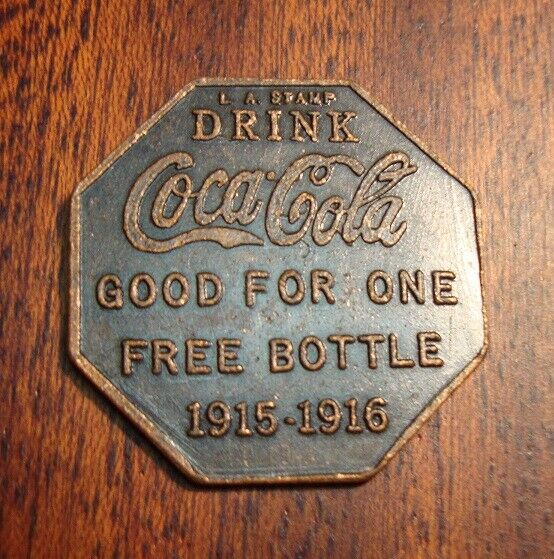 L. A. STAMP
DRINK
Coca-Cola
GOOD FOR ONE
FREE BOTTLE
1915-1916